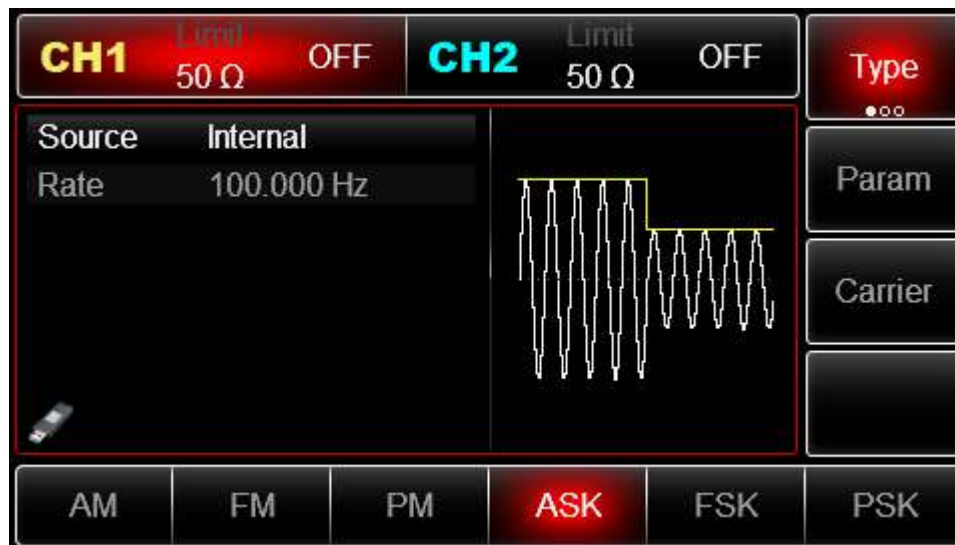 CH1 Limit 50 Ω OFF
CH2 Limit 50 Ω OFF
Type
Source Internal
Rate 100.000 Hz
Param
Carrier
AM FM PM ASK FSK PSK